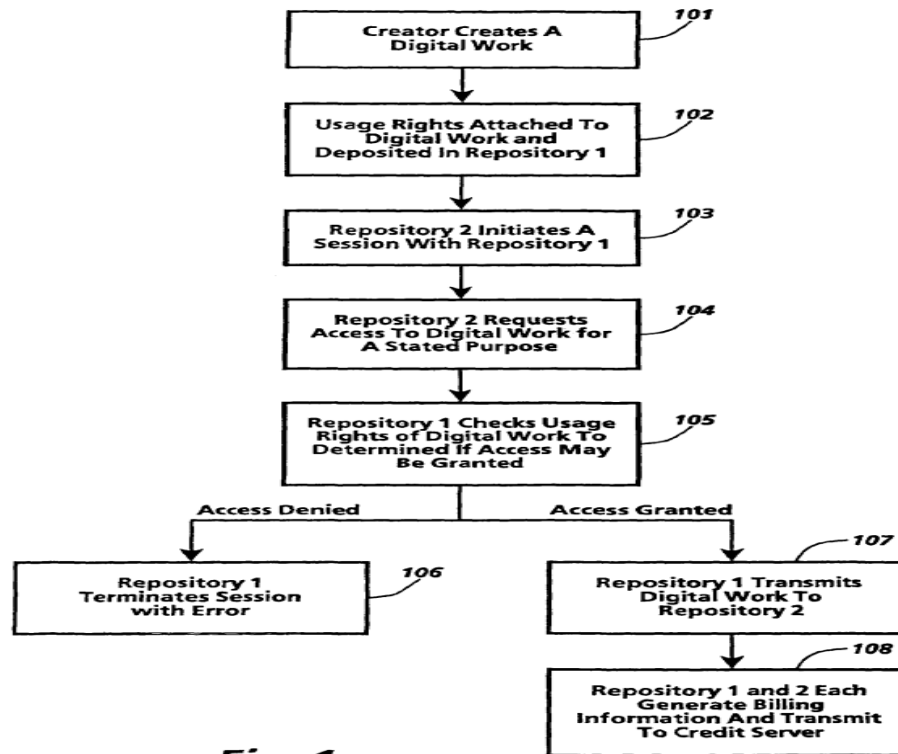 101
Creator Creates A
Digital Work
102
Usage Rights Attached To
Digital Work and
Deposited In Repository 1
103
Repository 2 Initiates A
Session With Repository 1
104
Repository 2 Requests
Access To Digital Work for
A Stated Purpose
105
Repository 1 Checks Usage
Rights of Digital Work To
Determined If Access May
Be Granted
Access Denied
Access Granted
106
Repository 1
Terminates Session
with Error
107
Repository 1 Transmits
Digital Work To
Repository 2
108
Repository 1 and 2 Each
Generate Billing
Information And Transmit
To Credit Server
Fig. 1